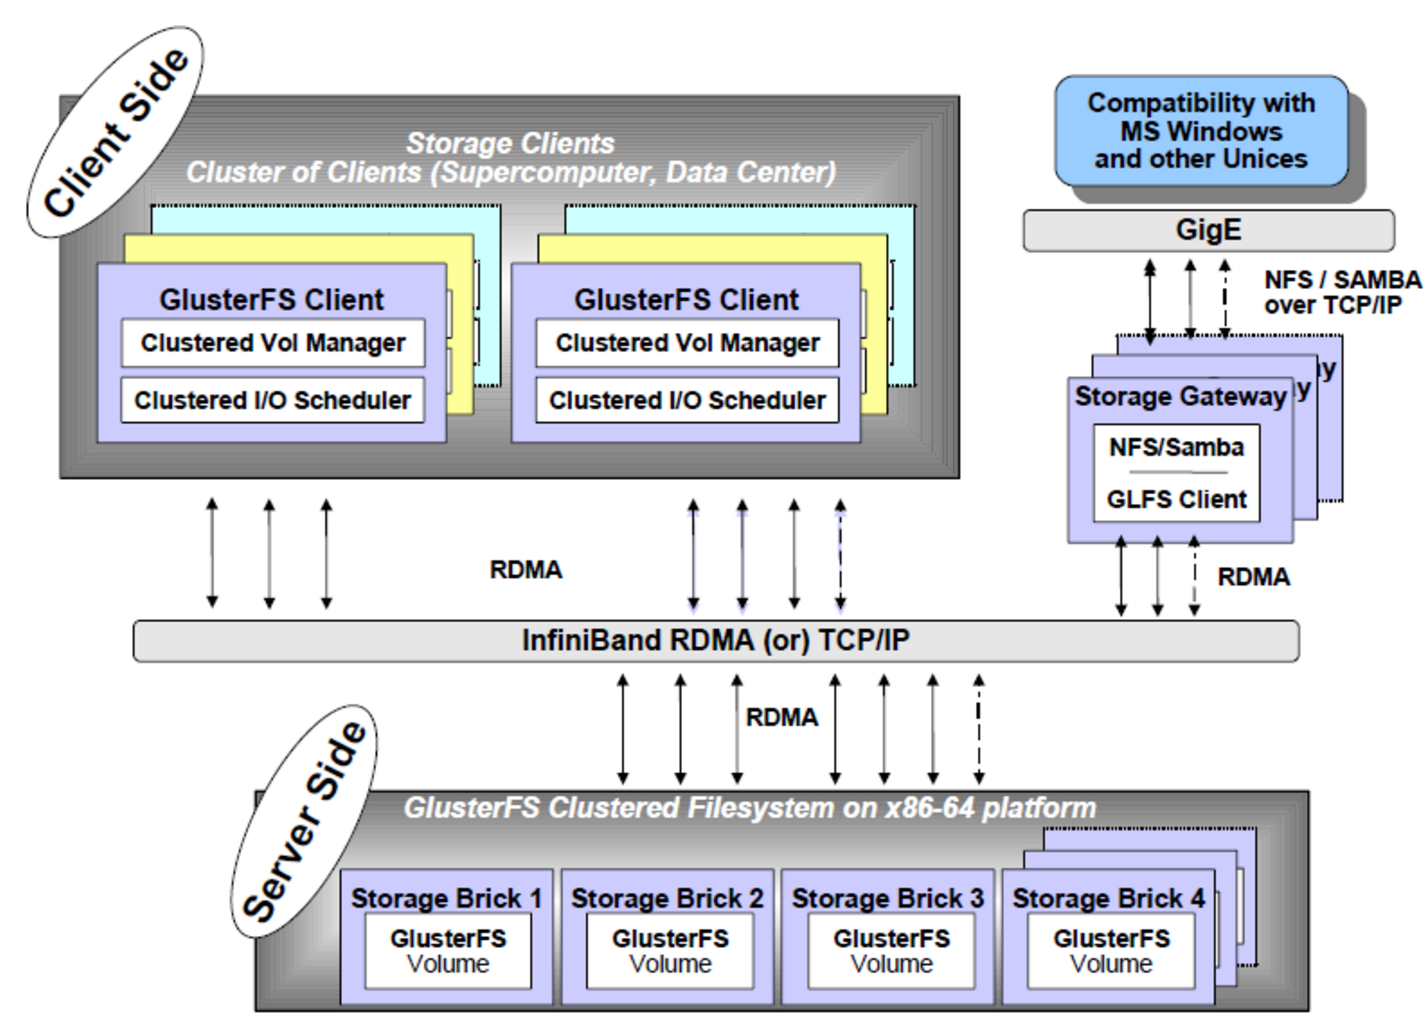 Client Side
Storage Clients
Cluster of Clients (Supercomputer, Data Center)
GlusterFS Client
Clustered Vol Manager
Clustered I/O Scheduler
GlusterFS Client
Clustered Vol Manager
Clustered I/O Scheduler
Compatibility with
MS Windows
and other Unices
GigE
NFS / SAMBA
over TCP/IP
Storage Gateway
NFS/Samba
GLFS Client
RDMA
RDMA
InfiniBand RDMA (or) TCP/IP
RDMA
Server Side
GlusterFS Clustered Filesystem on x86-64 platform
Storage Brick 1
GlusterFS
Volume
Storage Brick 2
GlusterFS
Volume
Storage Brick 3
GlusterFS
Volume
Storage Brick 4
GlusterFS
Volume